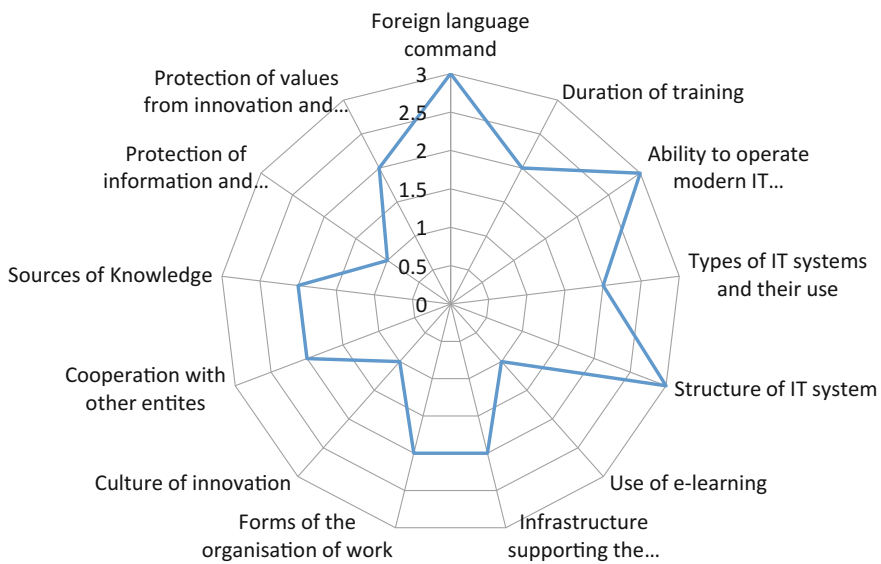 Foreign language
command
Duration of training
Ability to operate
modern IT...
Types of IT systems
and their use
Structure of IT system
Use of e-learning
Infrastructure
supporting the...
Forms of the
organisation of work
Culture of innovation
Cooperation with
other entites
Sources of Knowledge
Protection of
information and...
Protection of values
from innovation and...
3
2.5
2
1.5
1
0.5
0